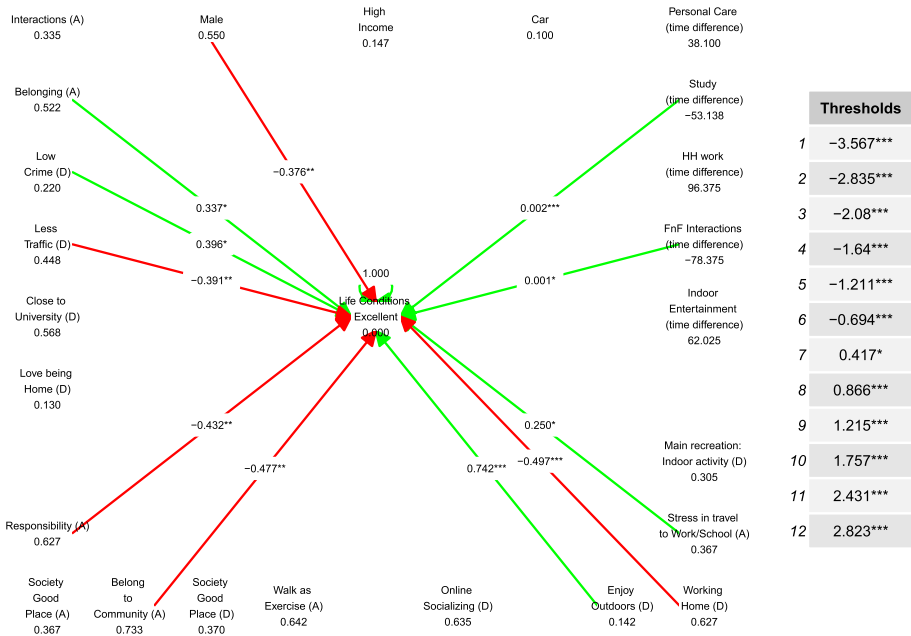 Interactions (A)
0.335
Male
0.550
High
Income
0.147
Car
0.100
Personal Care
(time difference)
38.100
Belonging (A)
0.522
Study
(time difference)
−53.138
Low
Crime (D)
0.220
HH work
(time difference)
96.375
−0.376**
0.337*
0.002***
Less
Traffic (D)
0.448
0.396*
FnF Interactions
(time difference)
−78.375
−0.391**
1.000
0.001*
Close to
University (D)
0.568
Life Conditions
Excellent
0.000
Indoor
Entertainment
(time difference)
62.025
Love being
Home (D)
0.130
−0.432**
0.250*
−0.477**
0.742***
−0.497***
Main recreation:
Indoor activity (D)
0.305
Responsibility (A)
0.627
Stress in travel
to Work/School (A)
0.367
Society
Good
Place (A)
0.367
Belong
to
Community (A)
0.733
Society
Good
Place (D)
0.370
Walk as
Exercise (A)
0.642
Online
Socializing (D)
0.635
Enjoy
Outdoors (D)
0.142
Working
Home (D)
0.627
Thresholds
1 −3.567***
2 −2.835***
3 −2.08***
4 −1.64***
5 −1.211***
6 −0.694***
7 0.417*
8 0.866***
9 1.215***
10 1.757***
11 2.431***
12 2.823***